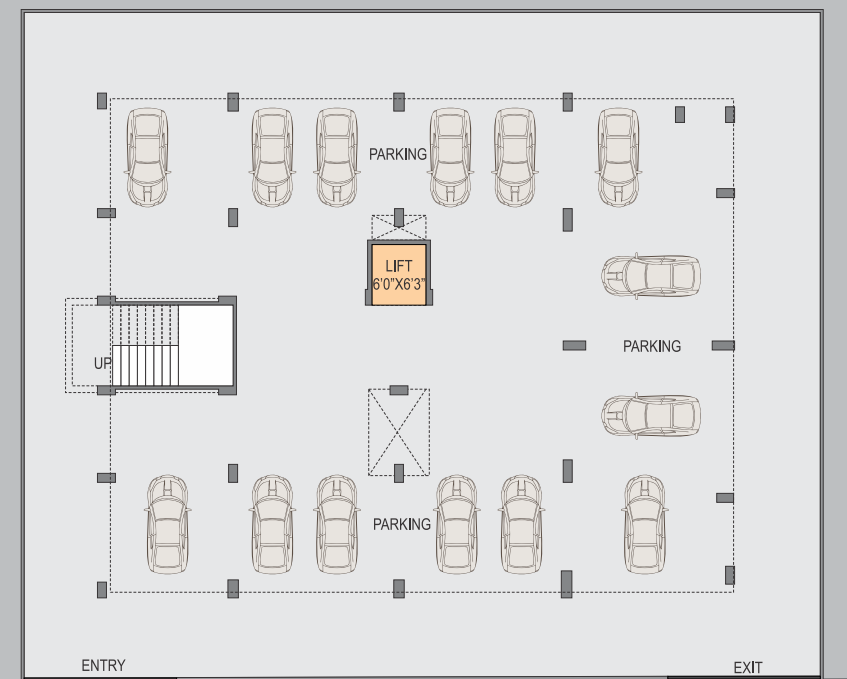 PARKING
LIFT
6'0"X6'3"
PARKING
UP
PARKING
ENTRY
EXIT